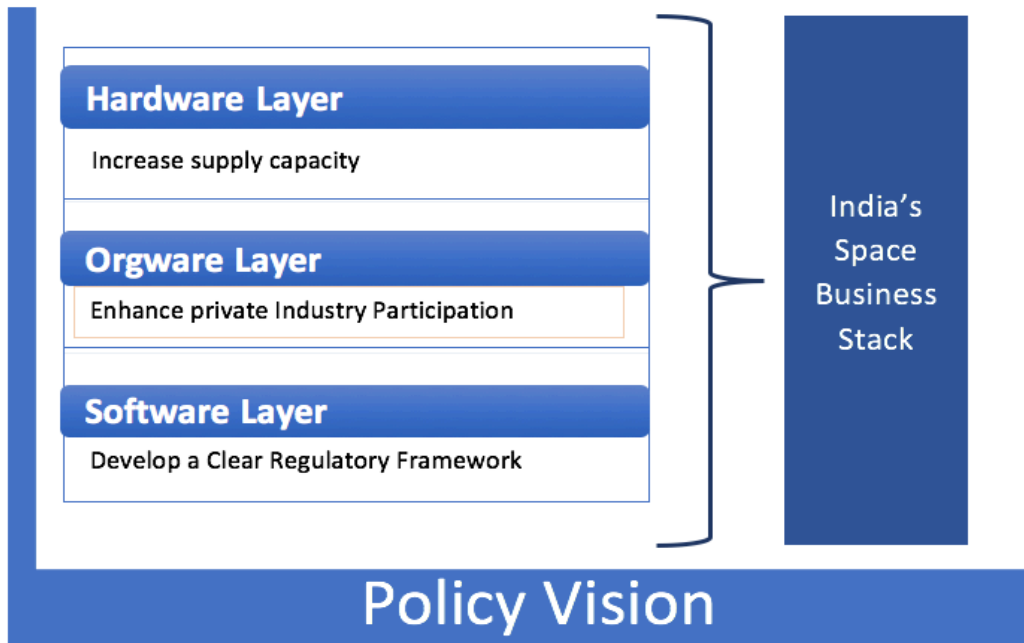 Hardware Layer
Increase supply capacity
Orgware Layer
Enhance private Industry Participation
Software Layer
Develop a Clear Regulatory Framework
India’s
Space
Business
Stack
Policy Vision